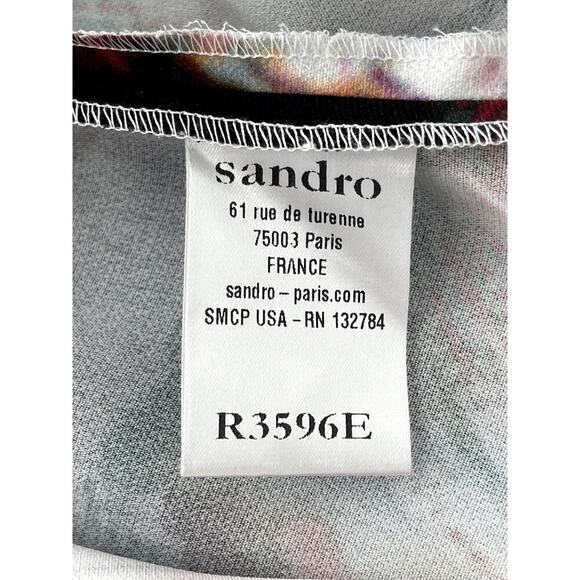 sandro
61 rue de turenne
75003 Paris
FRANCE
sandro-paris.com
SMCP USA - RN 132784
R3596E